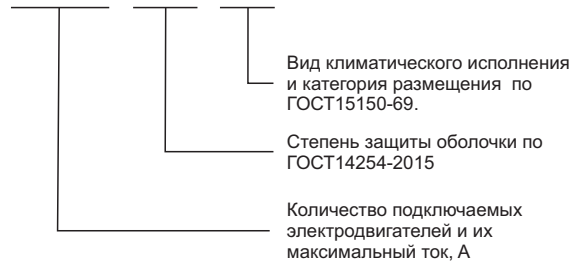 Вид климатического исполнения
и категория размещения по
ГОСТ15150-69.
Степень защиты оболочки по
ГОСТ14254-2015
Количество подключаемых
электродвигателей и их
максимальный ток, А